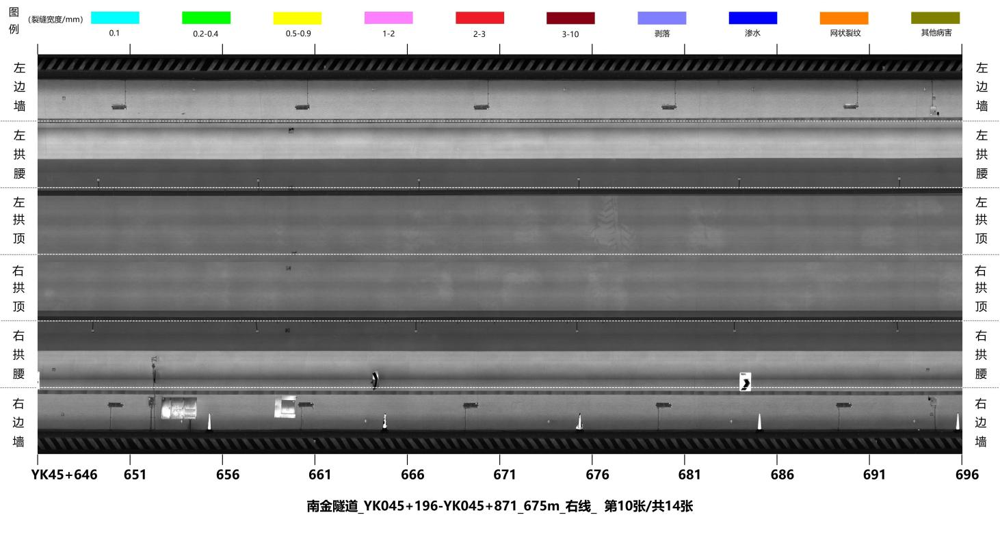 图例
(裂缝宽度/mm)
0.1
0.2-0.4
0.5-0.9
1-2
2-3
3-10
剥落
渗水
网状裂纹
其他病害
左边墙
左边墙
左拱腰
左拱腰
左拱顶
左拱顶
右拱顶
右拱顶
右拱腰
右拱腰
右边墙
右边墙
YK45+646 651 656 661 666 671 676 681 686 691 696
南金隧道_YK045+196-YK045+871_675m_右线_ 第10张/共14张